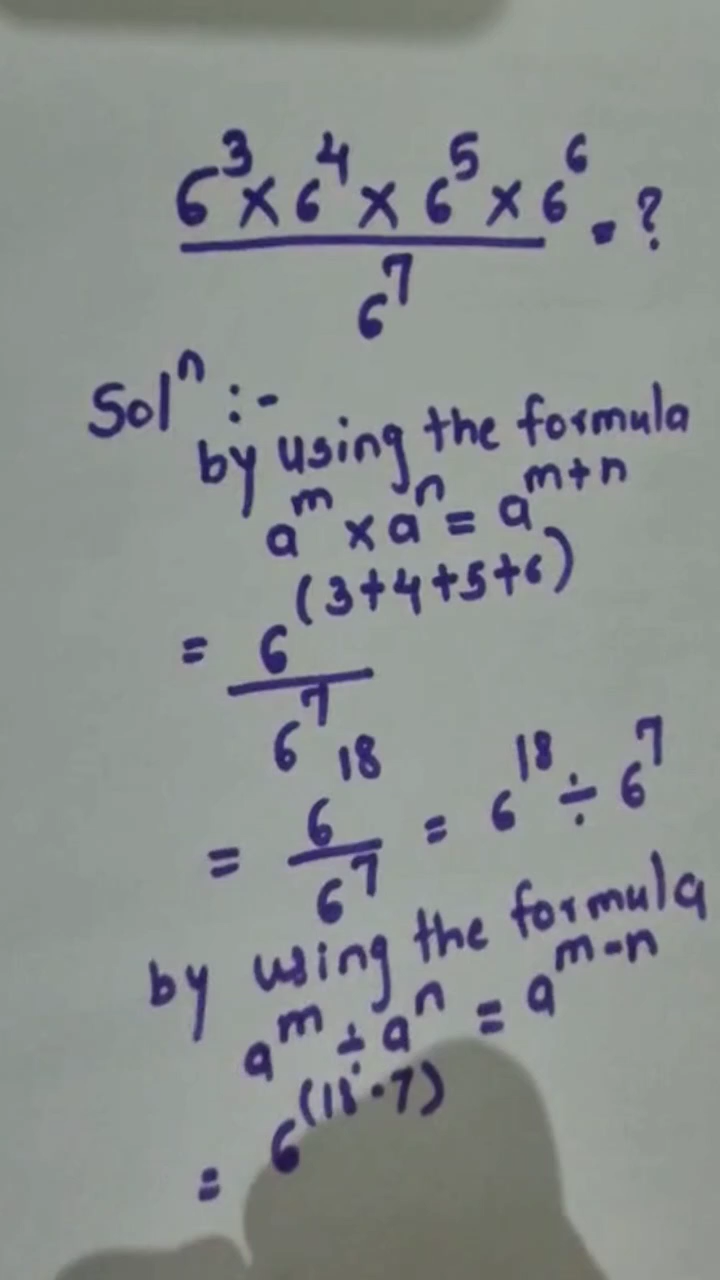 6³ × 6⁴ × 6⁵ × 6⁶ = ?
6⁷
Solⁿ :-
by using the formula
aᵐ × aⁿ = aᵐ⁺ⁿ
= 6⁽³⁺⁴⁺⁵⁺⁶⁾
6⁷
= 6¹⁸ = 6¹⁸ ÷ 6⁷
6⁷
by using the formula
aᵐ ÷ aⁿ = aᵐ⁻ⁿ
= 6⁽¹⁸⁻⁷⁾